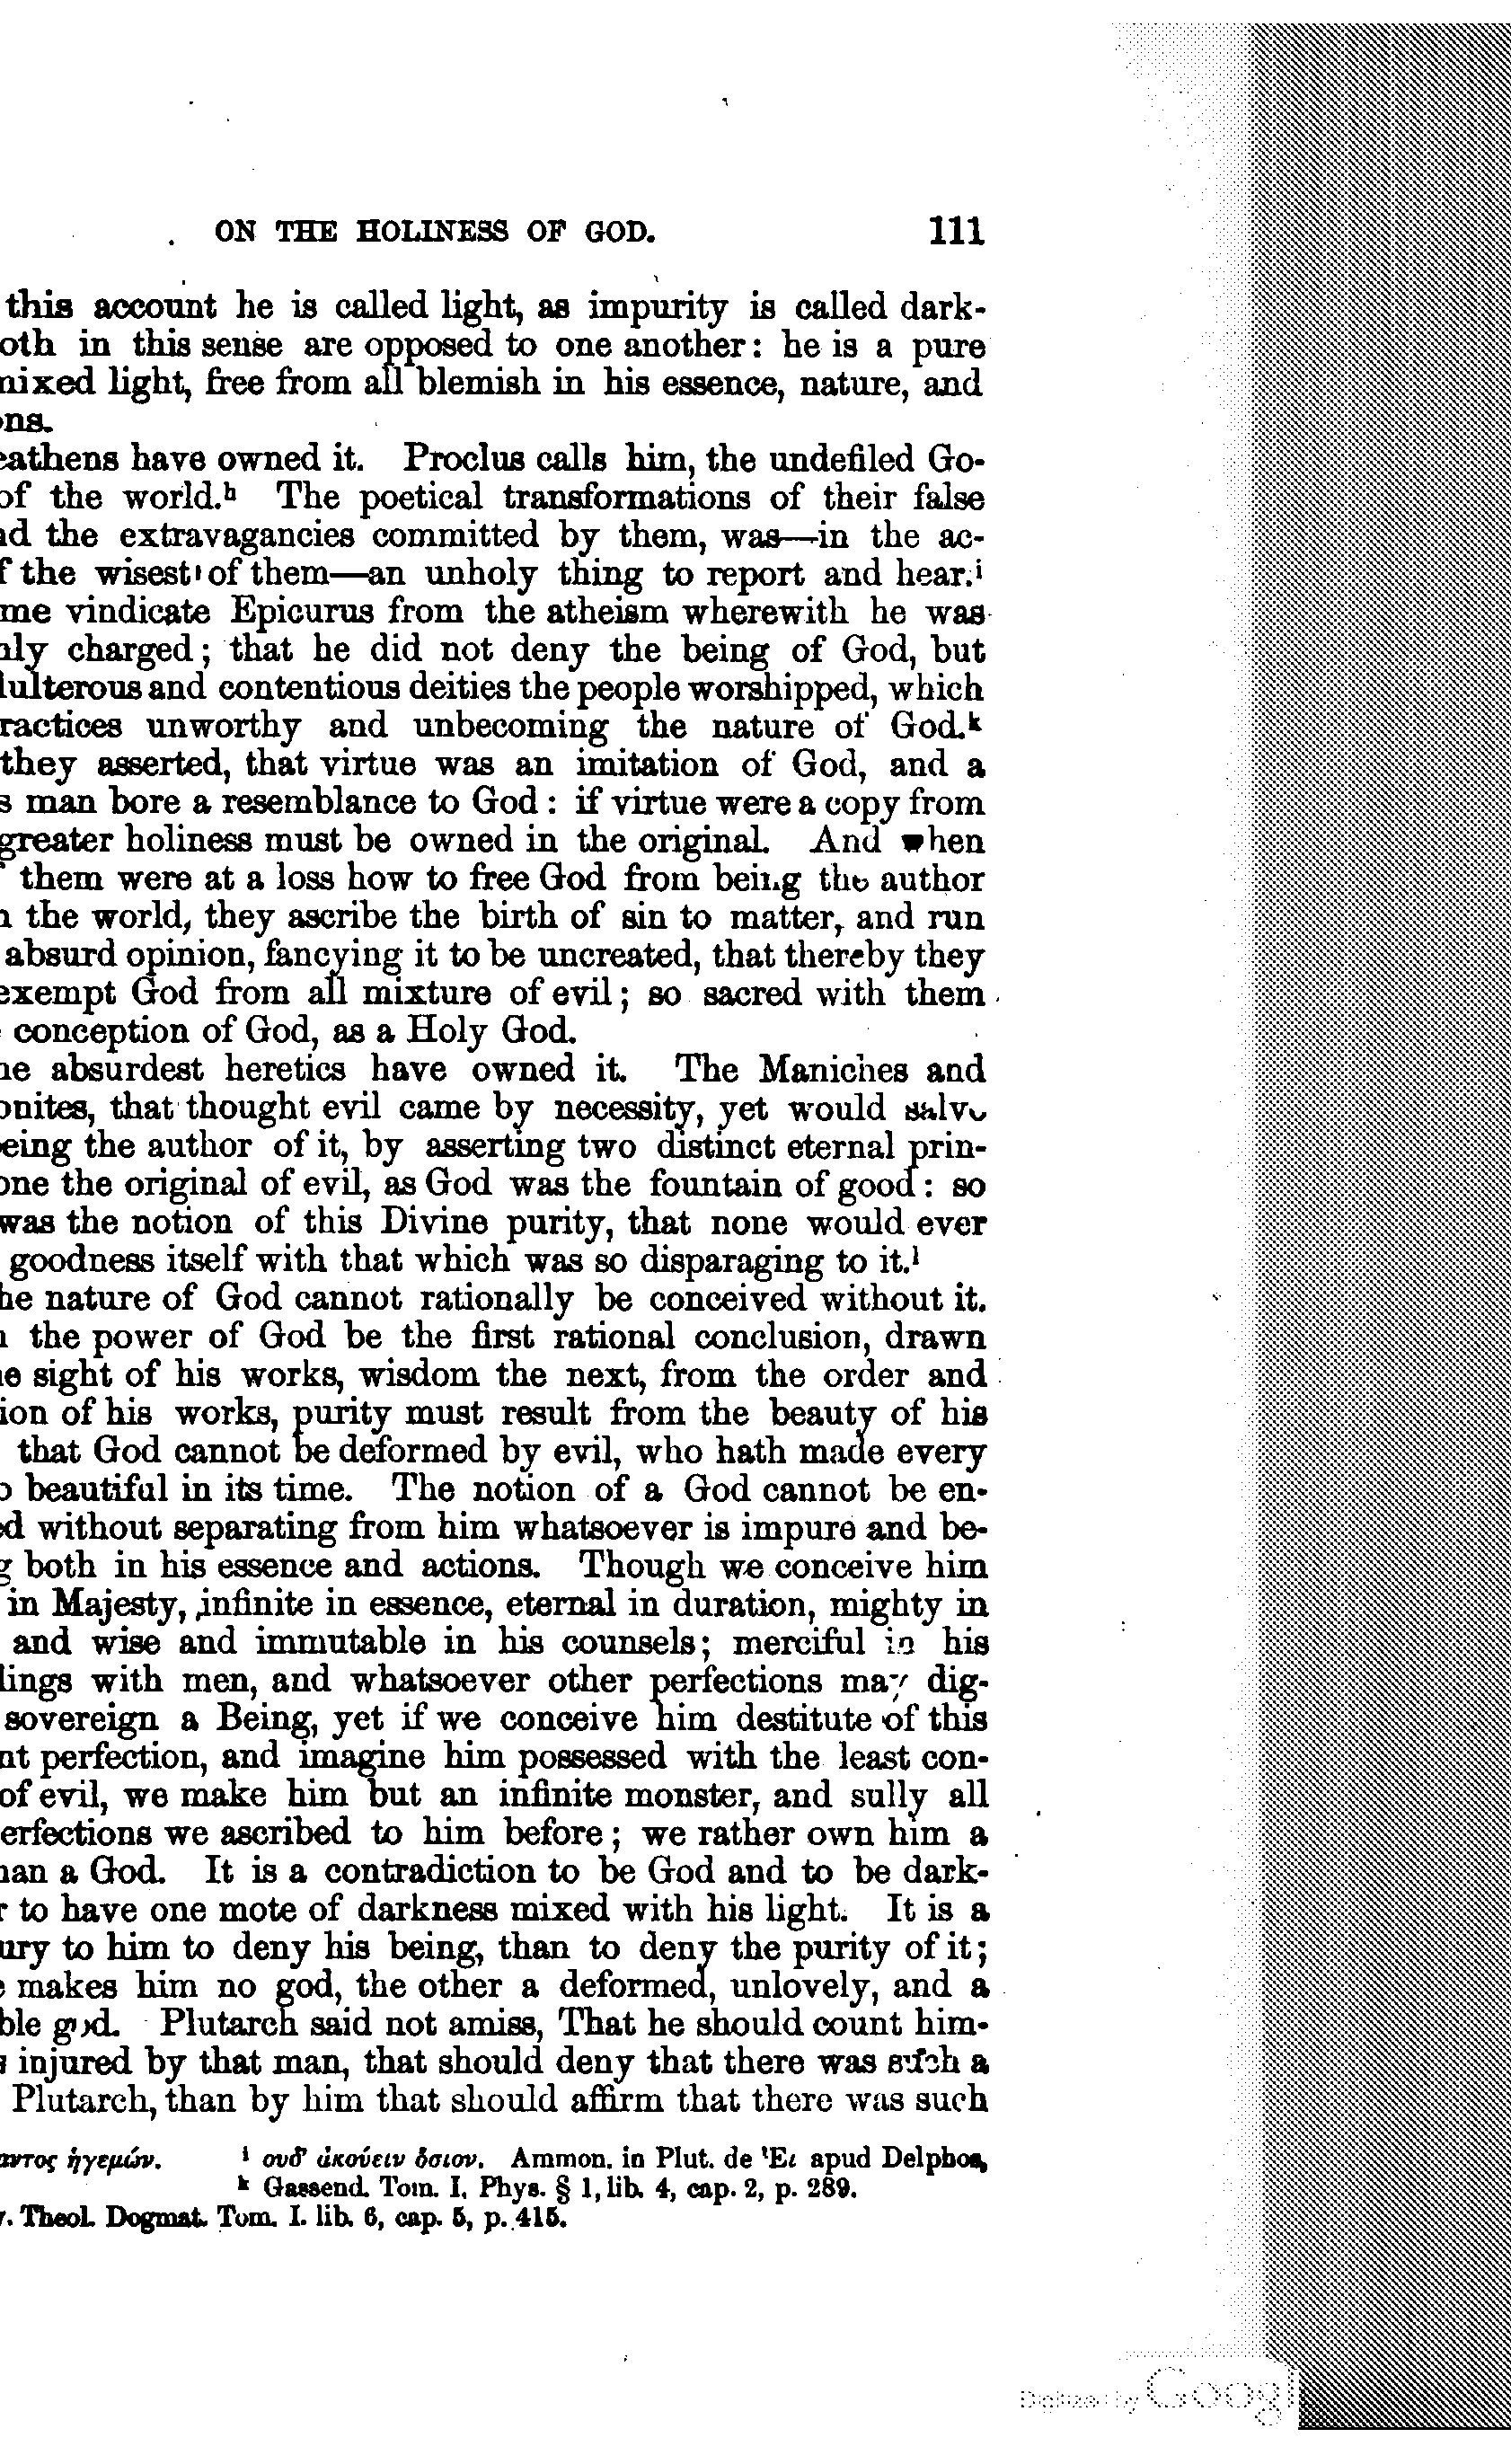 ON THE HOLINESS OF GOD. 111
this account he is called light, as impurity is called dark-
oth in this sense are opposed to one another: he is a pure
mixed light, free from all blemish in his essence, nature, and
ons.
eathens have owned it. Proclus calls him, the undefiled Go-
of the world.h The poetical transformations of their false
nd the extravagancies committed by them, was—in the ac-
f the wisest of them—an unholy thing to report and hear.i
me vindicate Epicurus from the atheism wherewith he was
nly charged; that he did not deny the being of God, but
lulterous and contentious deities the people worshipped, which
ractices unworthy and unbecoming the nature of God.k
they asserted, that virtue was an imitation of God, and a
s man bore a resemblance to God: if virtue were a copy from
greater holiness must be owned in the original. And when
them were at a loss how to free God from being the author
n the world, they ascribe the birth of sin to matter, and run
absurd opinion, fancying it to be uncreated, that thereby they
exempt God from all mixture of evil; so sacred with them
conception of God, as a Holy God.
he absurdest heretics have owned it. The Maniches and
onites, that thought evil came by necessity, yet would salve
being the author of it, by asserting two distinct eternal prin-
one the original of evil, as God was the fountain of good: so
was the notion of this Divine purity, that none would ever
goodness itself with that which was so disparaging to it.l
he nature of God cannot rationally be conceived without it.
the power of God be the first rational conclusion, drawn
e sight of his works, wisdom the next, from the order and
ion of his works, purity must result from the beauty of his
that God cannot be deformed by evil, who hath made every
o beautiful in its time. The notion of a God cannot be en-
ed without separating from him whatsoever is impure and be-
g both in his essence and actions. Though we conceive him
in Majesty, infinite in essence, eternal in duration, mighty in
and wise and immutable in his counsels; merciful in his
lings with men, and whatsoever other perfections may dig-
sovereign a Being, yet if we conceive him destitute of this
nt perfection, and imagine him possessed with the least con-
of evil, we make him but an infinite monster, and sully all
erfections we ascribed to him before; we rather own him a
han a God. It is a contradiction to be God and to be dark-
r to have one mote of darkness mixed with his light. It is a
ury to him to deny his being, than to deny the purity of it;
e makes him no god, the other a deformed, unlovely, and a
ble god. Plutarch said not amiss, That he should count him-
s injured by that man, that should deny that there was such a
Plutarch, than by him that should affirm that there was such
αντος ἡγεμών. i ουδ' ἀκούειν ὅσιον. Ammon. in Plut. de 'Ει apud Delphos,
k Gassend. Tom. I. Phys. § 1, lib. 4, cap. 2, p. 289.
v. Theol. Dogmat. Tom. I. lib. 6, cap. 5, p. 415.
Digitized by Googl